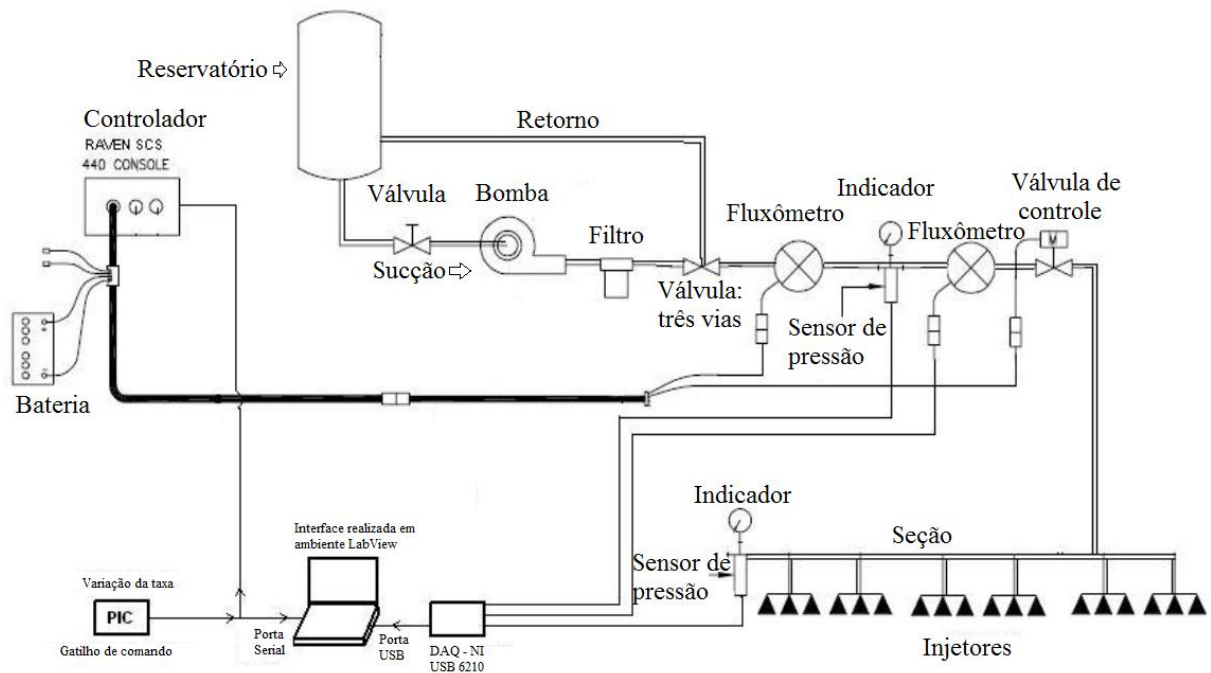 Reservatório
Controlador
RAVEN SCS
440 CONSOLE
Retorno
Válvula
Bomba
Indicador
Válvula de
controle
Fluxômetro
Fluxômetro
Filtro
Sucção
Válvula:
três vias
Sensor de
pressão
M
Bateria
Indicador
Seção
Sensor de
pressão
Injetores
Interface realizada em
ambiente LabView
Variação da taxa
PIC
Gatilho de comando
Porta
Serial
Porta
USB
DAQ - NI
USB 6210